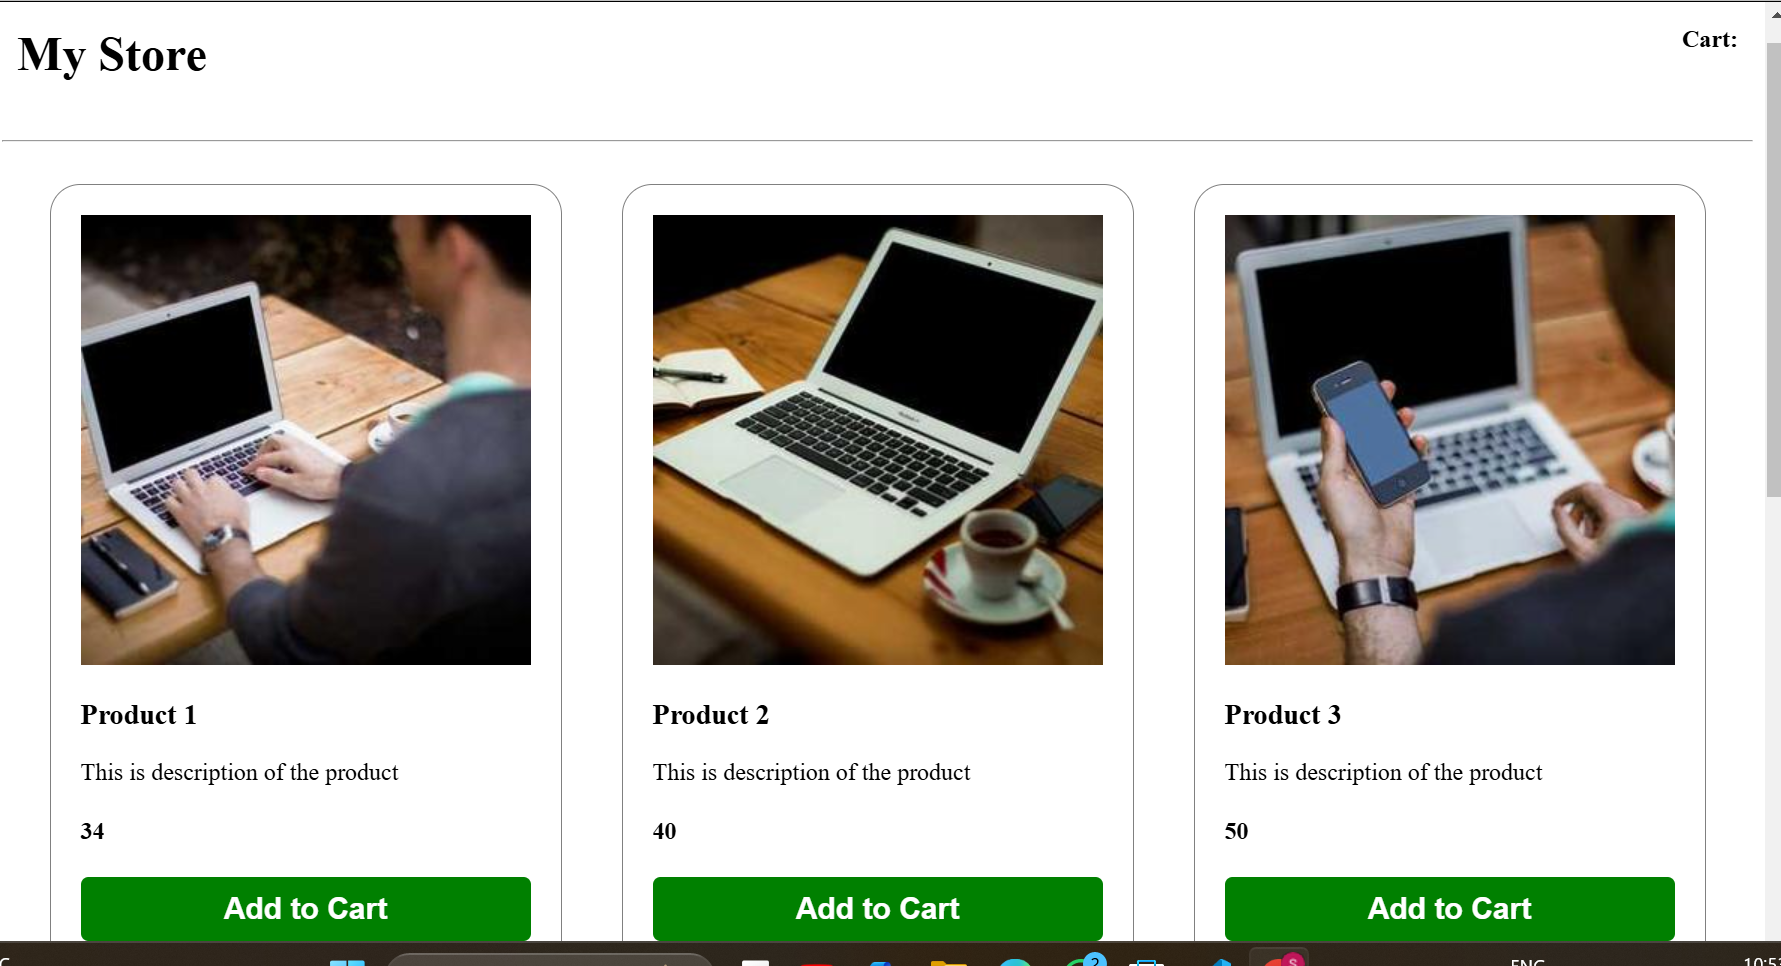 My Store
Cart:
Product 1
This is description of the product
34
Add to Cart
Product 2
This is description of the product
40
Add to Cart
Product 3
This is description of the product
50
Add to Cart
2
S
ENG